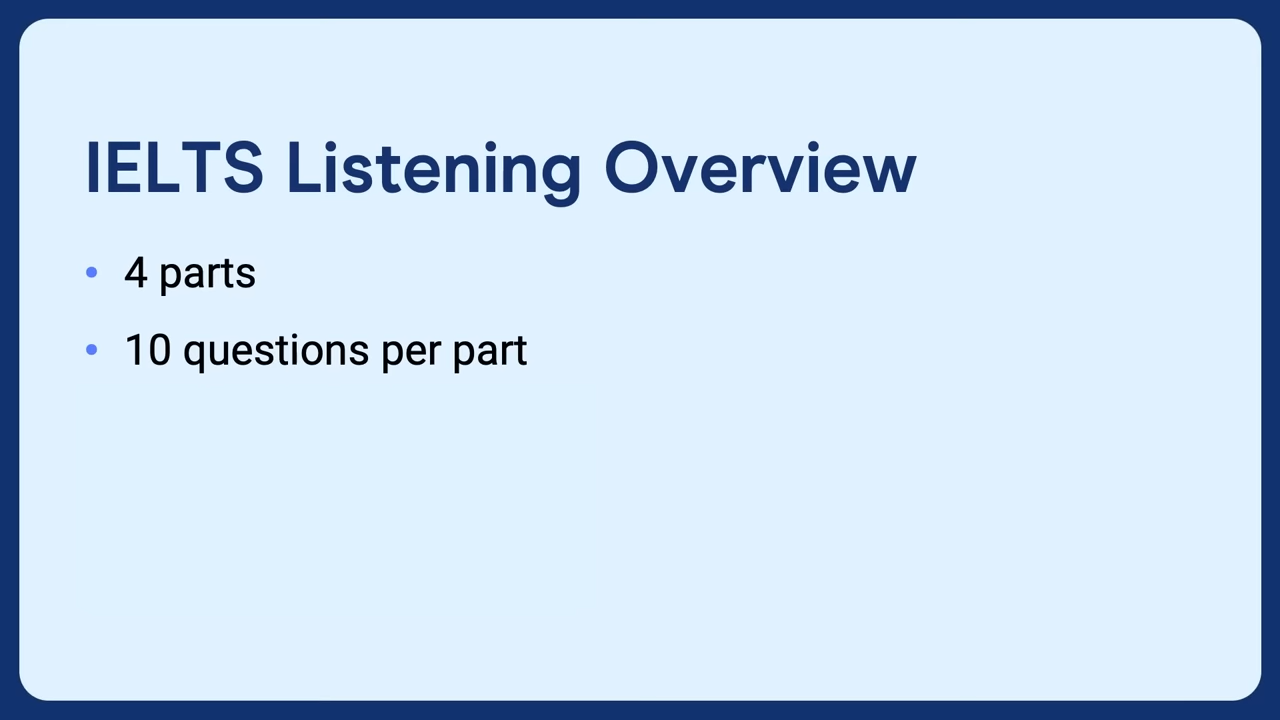 IELTS Listening Overview
• 4 parts
• 10 questions per part